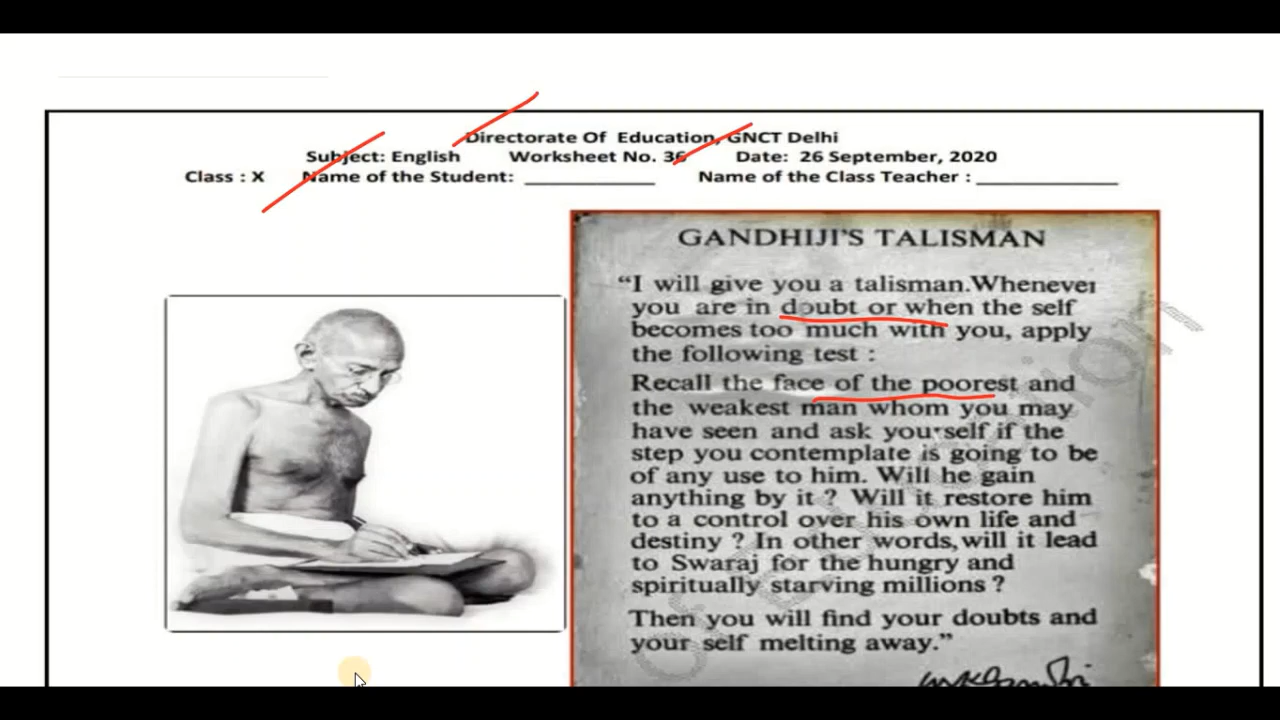 Directorate Of Education, GNCT Delhi
Subject: English Worksheet No. 36 Date: 26 September, 2020
Class : X Name of the Student: ____________ Name of the Class Teacher : ____________
GANDHIJI'S TALISMAN
“I will give you a talisman. Whenever
you are in doubt or when the self
becomes too much with you, apply
the following test :
Recall the face of the poorest and
the weakest man whom you may
have seen and ask yourself if the
step you contemplate is going to be
of any use to him. Will he gain
anything by it ? Will it restore him
to a control over his own life and
destiny ? In other words, will it lead
to Swaraj for the hungry and
spiritually starving millions ?
Then you will find your doubts and
your self melting away.”
mkGandhi
of Education